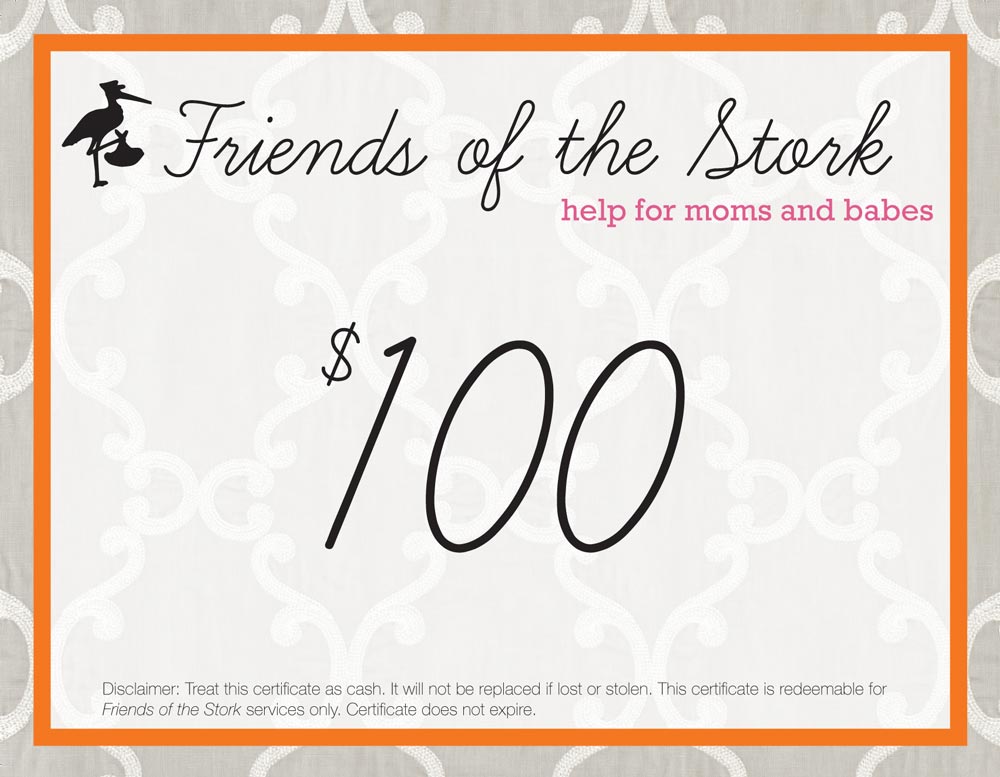 Friends of the Stork
help for moms and babes
$100
Disclaimer: Treat this certificate as cash. It will not be replaced if lost or stolen. This certificate is redeemable for
Friends of the Stork services only. Certificate does not expire.